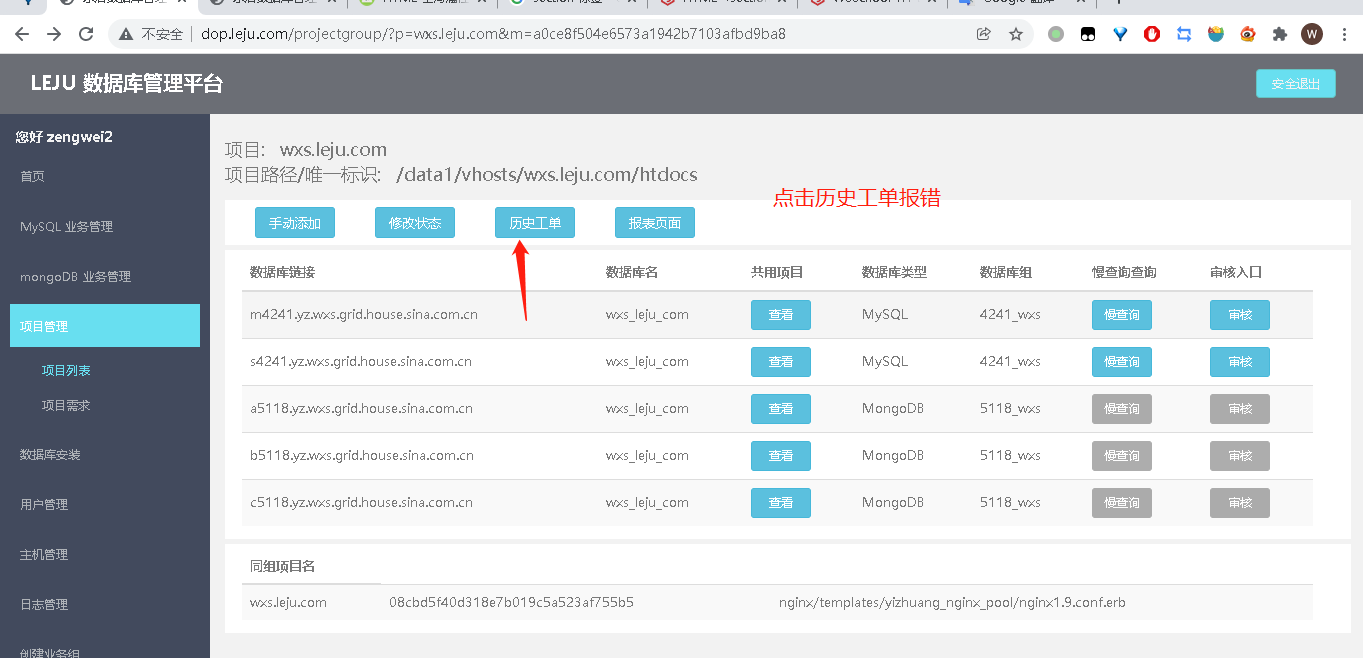 不安全 dop.leju.com/projectgroup/?p=wxs.leju.com&m=a0ce8f504e6573a1942b7103afbd9ba8
W
LEJU 数据库管理平台
安全退出
您好 zengwei2
首页
MySQL 业务管理
mongoDB 业务管理
项目管理
项目列表
项目需求
数据库安装
用户管理
主机管理
日志管理
创建业务组
项目: wxs.leju.com
项目路径/唯一标识: /data1/vhosts/wxs.leju.com/htdocs
点击历史工单报错
手动添加 修改状态 历史工单 报表页面
数据库链接 数据库名 共用项目 数据库类型 数据库组 慢查询查询 审核入口
m4241.yz.wxs.grid.house.sina.com.cn wxs_leju_com 查看 MySQL 4241_wxs 慢查询 审核
s4241.yz.wxs.grid.house.sina.com.cn wxs_leju_com 查看 MySQL 4241_wxs 慢查询 审核
a5118.yz.wxs.grid.house.sina.com.cn wxs_leju_com 查看 MongoDB 5118_wxs 慢查询 审核
b5118.yz.wxs.grid.house.sina.com.cn wxs_leju_com 查看 MongoDB 5118_wxs 慢查询 审核
c5118.yz.wxs.grid.house.sina.com.cn wxs_leju_com 查看 MongoDB 5118_wxs 慢查询 审核
同组项目名
wxs.leju.com 08cbd5f40d318e7b019c5a523af755b5 nginx/templates/yizhuang_nginx_pool/nginx1.9.conf.erb